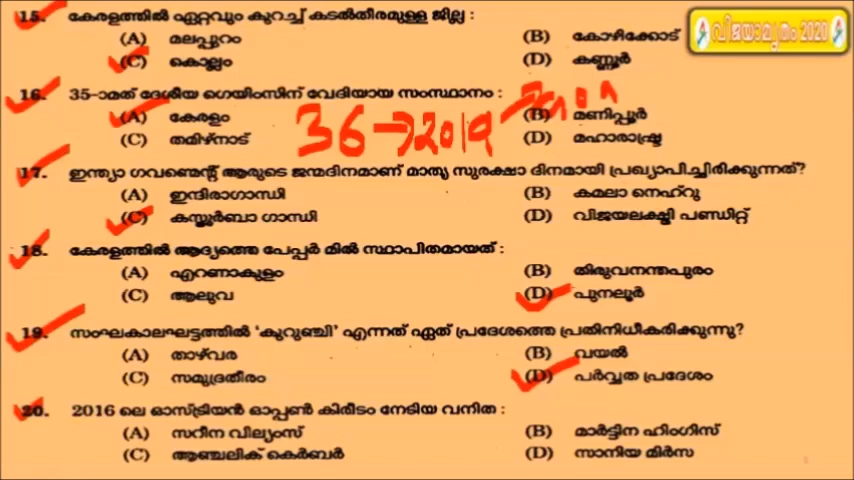 15. കേരളത്തിൽ ഏറ്റവും കുറച്ച് കടൽതീരമുള്ള ജില്ല :
(A) മലപ്പുറം (B) കോഴിക്കോട്
(C) കൊല്ലം (D) കണ്ണൂർ
വിജയാമൃതം 2020
16. 35-ാമത് ദേശീയ ഗെയിംസിന് വേദിയായ സംസ്ഥാനം :
(A) കേരളം (B) മണിപ്പൂർ
(C) തമിഴ്നാട് (D) മഹാരാഷ്ട്ര
36 → 2019 →
17. ഇന്ത്യാ ഗവണ്മെന്റ് ആരുടെ ജന്മദിനമാണ് മാതൃ സുരക്ഷാ ദിനമായി പ്രഖ്യാപിച്ചിരിക്കുന്നത്?
(A) ഇന്ദിരാഗാന്ധി (B) കമലാ നെഹ്റു
(C) കസ്തൂർബാ ഗാന്ധി (D) വിജയലക്ഷ്മി പണ്ഡിറ്റ്
18. കേരളത്തിൽ ആദ്യത്തെ പേപ്പർ മിൽ സ്ഥാപിതമായത് :
(A) എറണാകുളം (B) തിരുവനന്തപുരം
(C) ആലുവ (D) പുനലൂർ
19. സംഘകാലഘട്ടത്തിൽ ‘കുറുഞ്ചി’ എന്നത് ഏത് പ്രദേശത്തെ പ്രതിനിധീകരിക്കുന്നു?
(A) താഴ്‌വര (B) വയൽ
(C) സമുദ്രതീരം (D) പർവ്വത പ്രദേശം
20. 2016 ലെ ഓസ്ട്രിയൻ ഓപ്പൺ കിരീടം നേടിയ വനിത :
(A) സറീന വില്യംസ് (B) മാർട്ടിന ഹിംഗിസ്
(C) ആഞ്ചലിക് കെർബർ (D) സാനിയ മിർസ